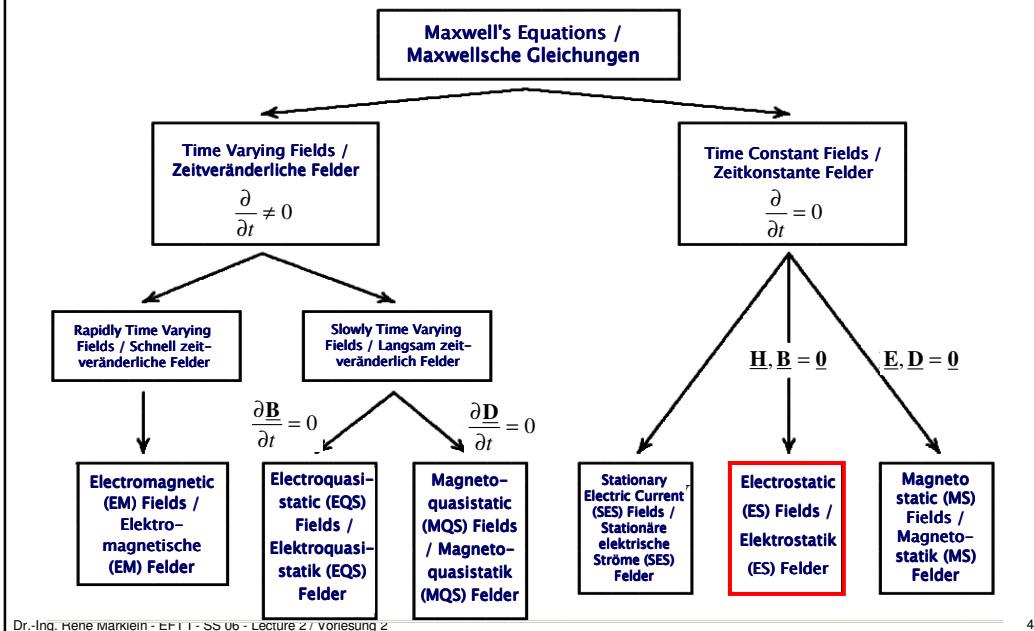 Maxwell's Equations /
Maxwellsche Gleichungen
Time Varying Fields /
Zeitveränderliche Felder
∂/∂t ≠ 0
Time Constant Fields /
Zeitkonstante Felder
∂/∂t = 0
Rapidly Time Varying
Fields / Schnell zeit-
veränderliche Felder
Slowly Time Varying
Fields / Langsam zeit-
veränderlich Felder
H, B = 0
E, D = 0
∂B/∂t = 0
∂D/∂t = 0
Electromagnetic
(EM) Fields /
Elektro-
magnetische
(EM) Felder
Electroquasi-
static (EQS)
Fields /
Elektroquasi-
statik (EQS)
Felder
Magneto-
quasistatic
(MQS) Fields
/ Magneto-
quasistatik
(MQS) Felder
Stationary
Electric Current
(SES) Fields /
Stationäre
elektrische
Ströme (SES)
Felder
Electrostatic
(ES) Fields /
Elektrostatik
(ES) Felder
Magneto
static (MS)
Fields /
Magneto-
statik (MS)
Felder
Dr.-Ing. René Marklein - EFT I - SS 06 - Lecture 2 / Vorlesung 2
4